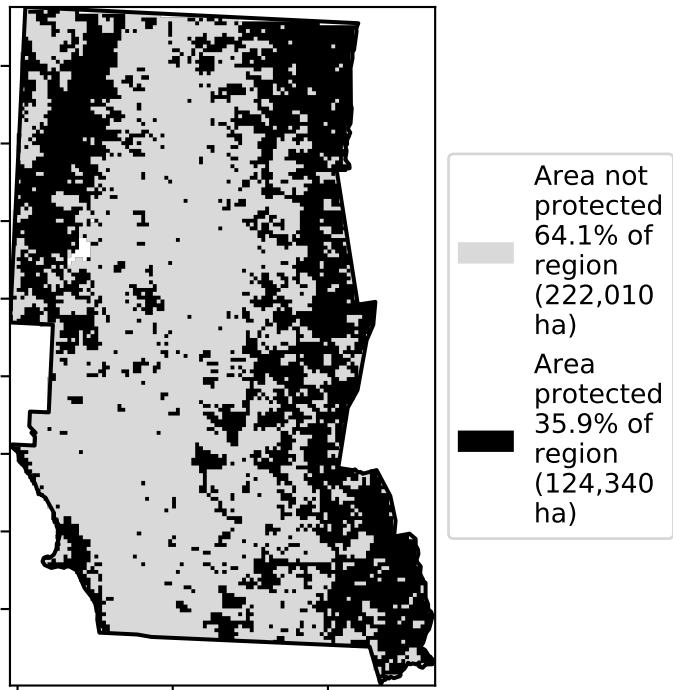 Area not
protected
64.1% of
region
(222,010
ha)
Area
protected
35.9% of
region
(124,340
ha)